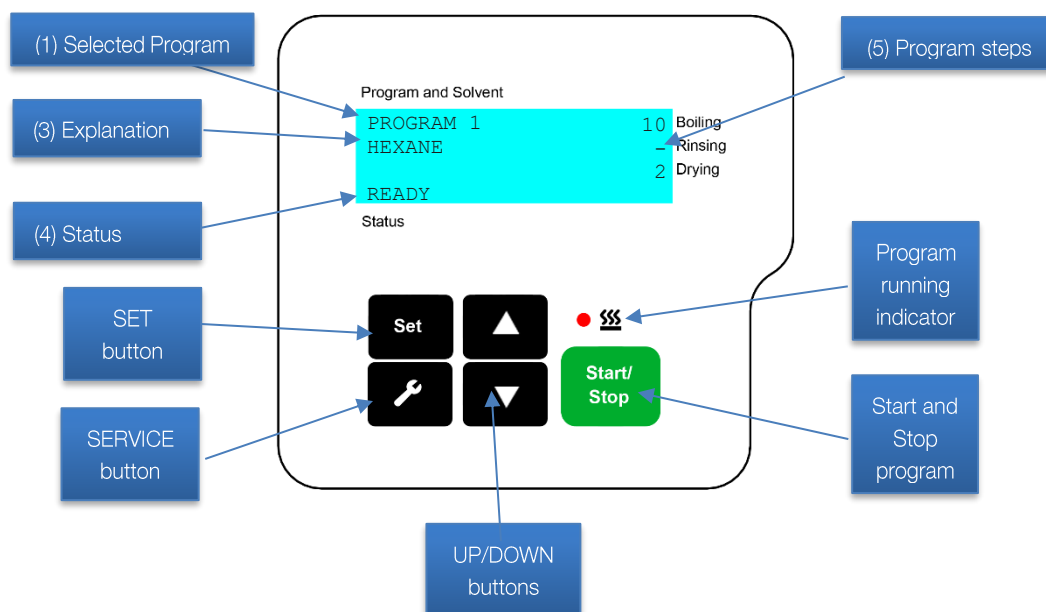 (1) Selected Program
(5) Program steps
Program and Solvent
PROGRAM 1
10 Boiling
(3) Explanation
HEXANE
- Rinsing
2 Drying
READY
(4) Status
Status
Program
running
indicator
SET
button
Set
Start/
Stop
Start and
Stop
program
SERVICE
button
UP/DOWN
buttons